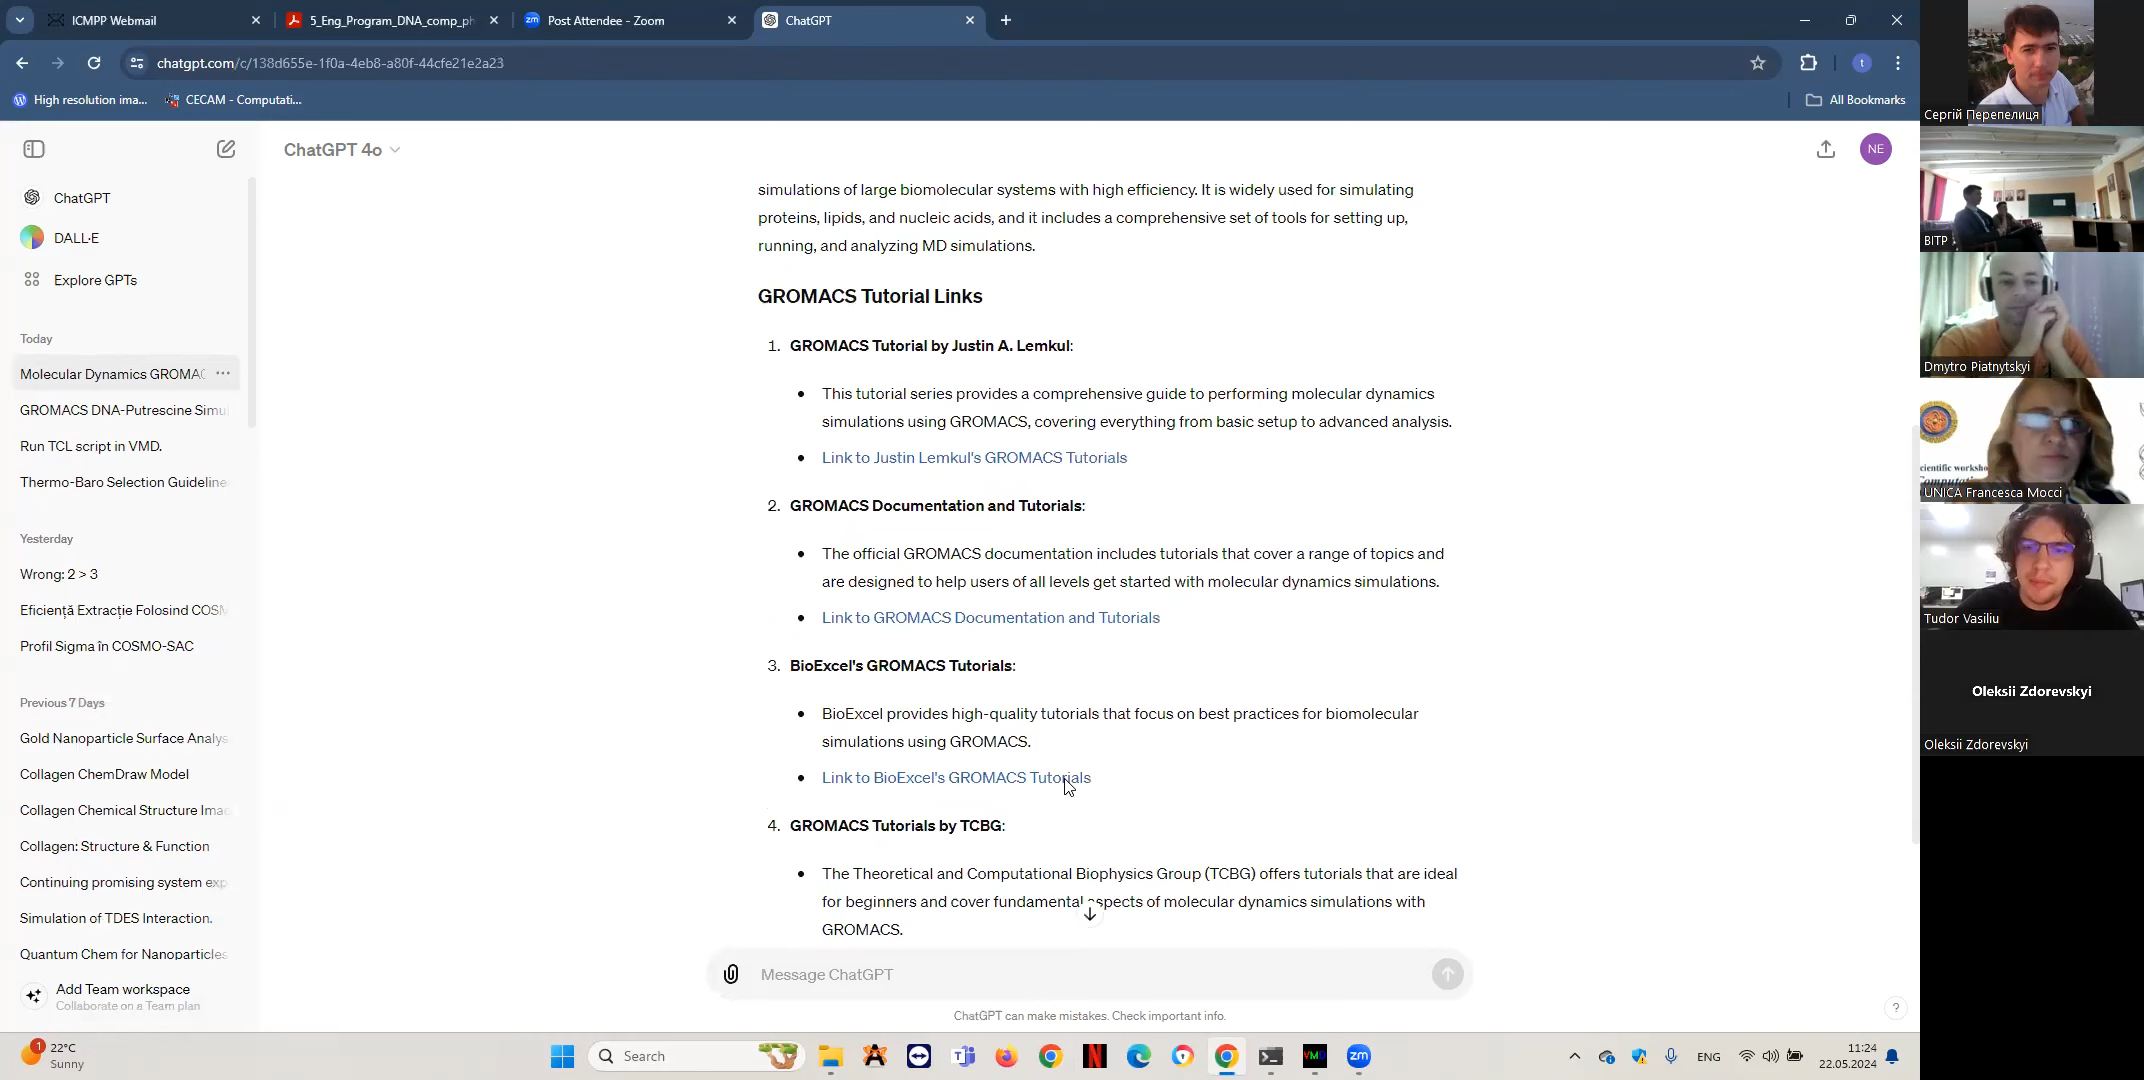 ICMPP Webmail
5_Eng_Program_DNA_comp_ph
Post Attendee - Zoom
ChatGPT
chatgpt.com/c/138d655e-1f0a-4eb8-a80f-44cfe21e2a23
High resolution ima...
CECAM - Computati...
All Bookmarks
ChatGPT
DALL·E
Explore GPTs
Today
Molecular Dynamics GROMAC
GROMACS DNA-Putrescine Simu
Run TCL script in VMD.
Thermo-Baro Selection Guideline
Yesterday
Wrong: 2 > 3
Eficiență Extracție Folosind COSM
Profil Sigma în COSMO-SAC
Previous 7 Days
Gold Nanoparticle Surface Analys
Collagen ChemDraw Model
Collagen Chemical Structure Imag
Collagen: Structure & Function
Continuing promising system exp
Simulation of TDES Interaction.
Quantum Chem for Nanoparticles
Add Team workspace
Collaborate on a Team plan
ChatGPT 4o
NE
simulations of large biomolecular systems with high efficiency. It is widely used for simulating
proteins, lipids, and nucleic acids, and it includes a comprehensive set of tools for setting up,
running, and analyzing MD simulations.
GROMACS Tutorial Links
1. GROMACS Tutorial by Justin A. Lemkul:
• This tutorial series provides a comprehensive guide to performing molecular dynamics
simulations using GROMACS, covering everything from basic setup to advanced analysis.
• Link to Justin Lemkul's GROMACS Tutorials
2. GROMACS Documentation and Tutorials:
• The official GROMACS documentation includes tutorials that cover a range of topics and
are designed to help users of all levels get started with molecular dynamics simulations.
• Link to GROMACS Documentation and Tutorials
3. BioExcel's GROMACS Tutorials:
• BioExcel provides high-quality tutorials that focus on best practices for biomolecular
simulations using GROMACS.
• Link to BioExcel's GROMACS Tutorials
4. GROMACS Tutorials by TCBG:
• The Theoretical and Computational Biophysics Group (TCBG) offers tutorials that are ideal
for beginners and cover fundamental aspects of molecular dynamics simulations with
GROMACS.
Message ChatGPT
ChatGPT can make mistakes. Check important info.
?
Сергій Перепелиця
BITP
Dmytro Piatnytskyi
cientific worksho
Computation
UNICA Francesca Mocci
Tudor Vasiliu
Oleksii Zdorevskyi
Oleksii Zdorevskyi
1
22°C
Sunny
Search
VMD
zm
ENG
11:24
22.05.2024